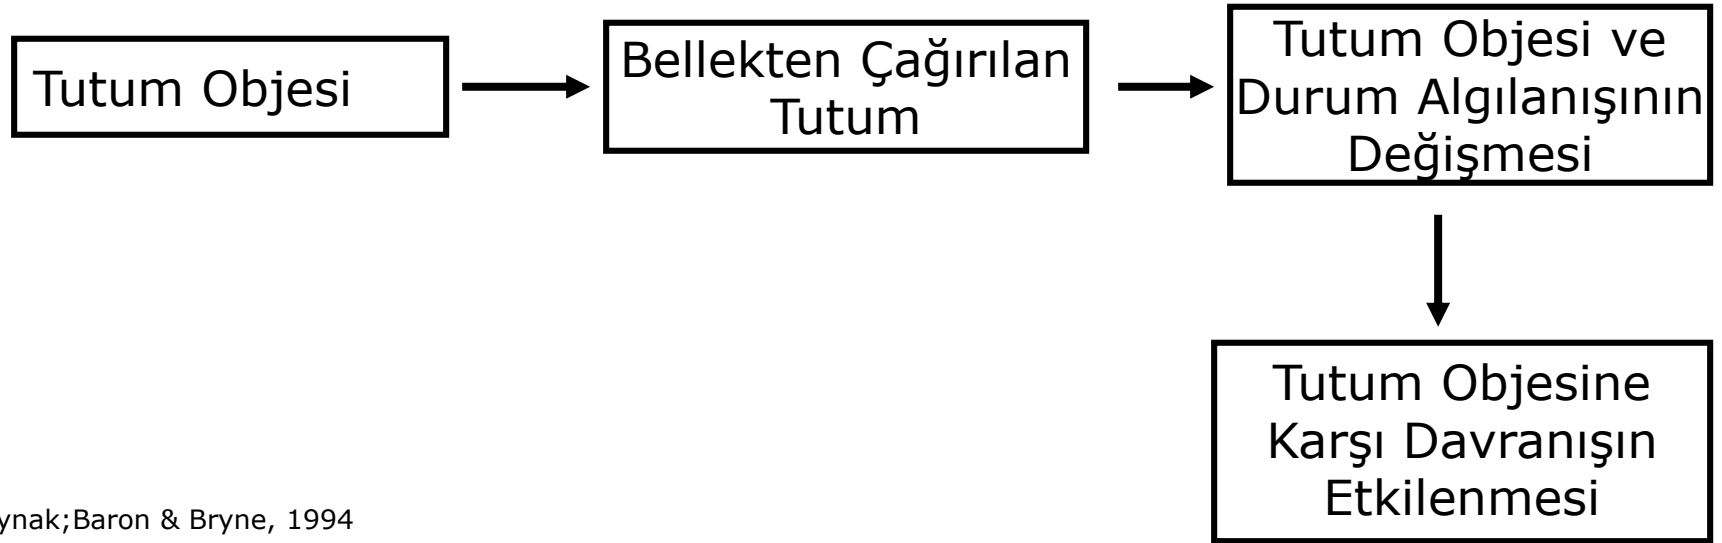 Tutum Objesi
Bellekten Çağırılan
Tutum
Tutum Objesi ve
Durum Algılanışının
Değişmesi
Tutum Objesine
Karşı Davranışın
Etkilenmesi
ynak;Baron & Bryne, 1994